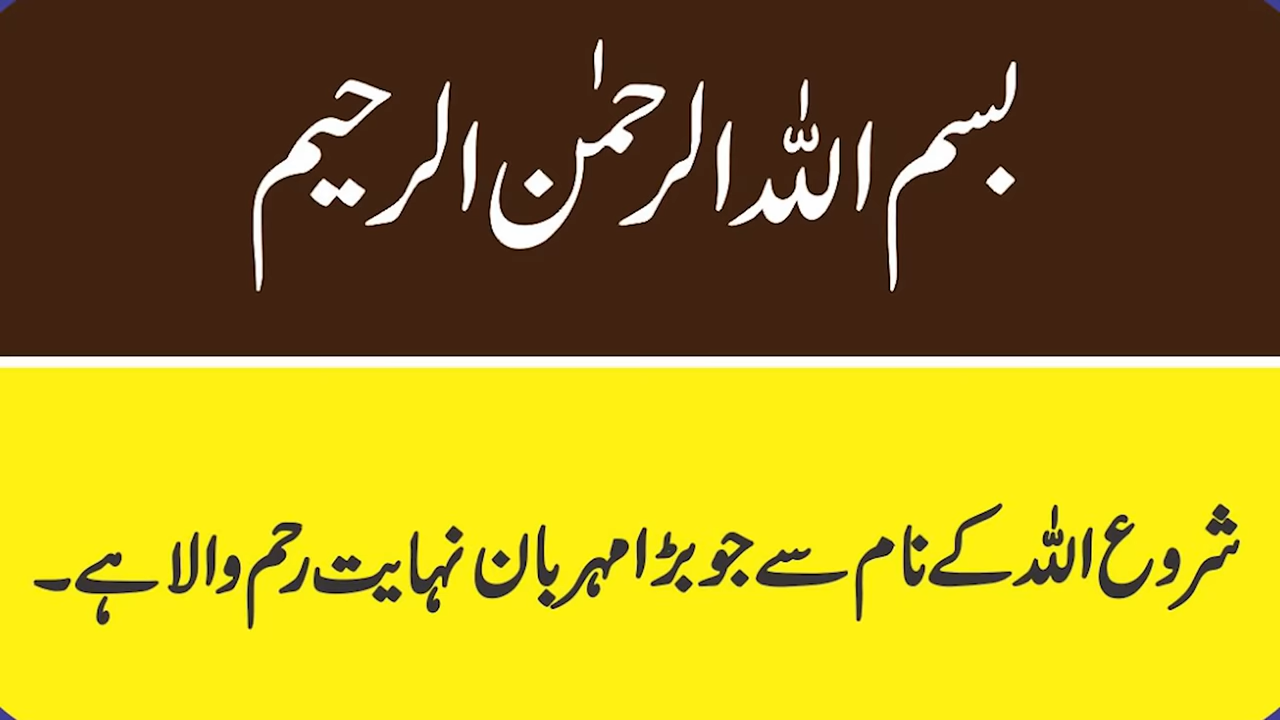 بسم اللہ الرحمٰن الرحیم
شروع اللہ کے نام سے جو بڑا مہربان نہایت رحم والا ہے۔